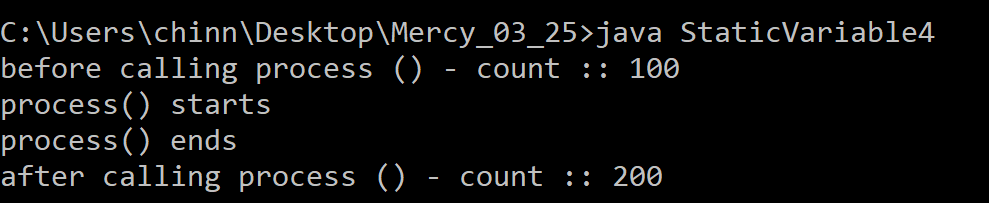 C:\Users\chinn\Desktop\Mercy_03_25>java StaticVariable4
before calling process () - count :: 100
process() starts
process() ends
after calling process () - count :: 200